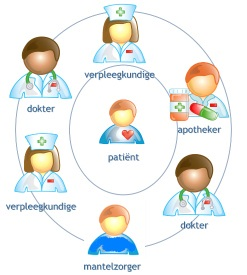 verpleegkundige
dokter
apotheker
patiënt
verpleegkundige
dokter
mantelzorger